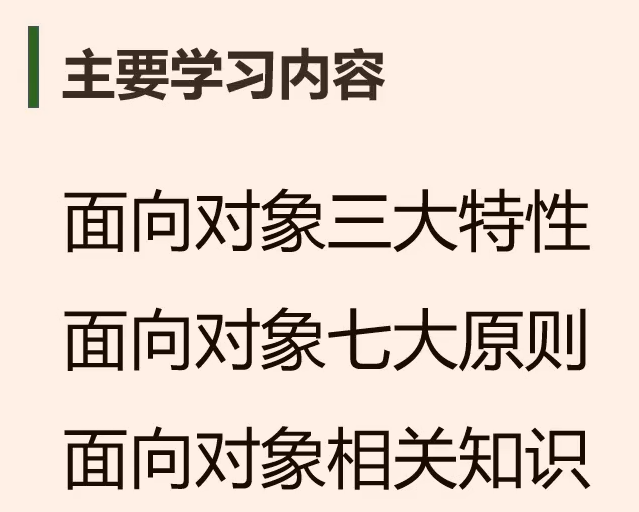 主要学习内容
面向对象三大特性
面向对象七大原则
面向对象相关知识